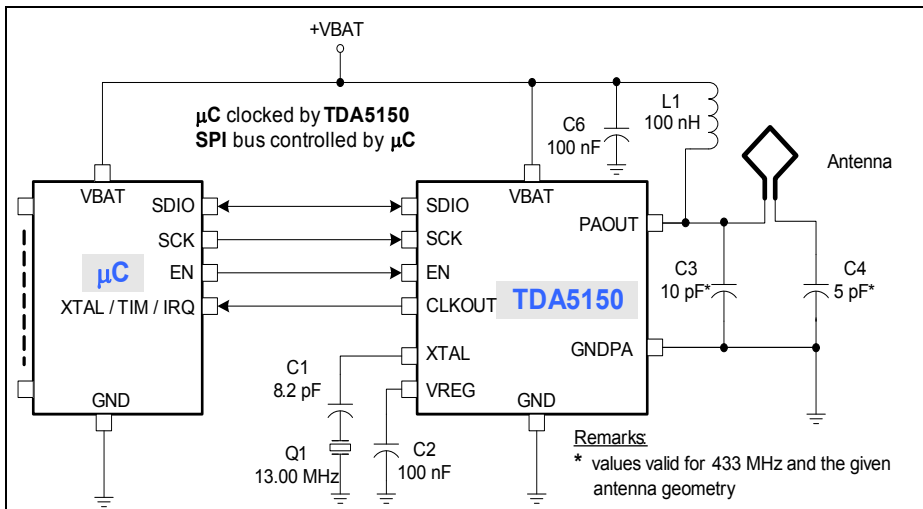 +VBAT
μC clocked by TDA5150
SPI bus controlled by μC
C6
100 nF
L1
100 nH
Antenna
VBAT
SDIO
SCK
EN
XTAL / TIM / IRQ
GND
μC
VBAT
SDIO
SCK
EN
CLKOUT
XTAL
VREG
GND
PAOUT
GNDPA
TDA5150
C3
10 pF*
C4
5 pF*
C1
8.2 pF
Q1
13.00 MHz
C2
100 nF
Remarks:
* values valid for 433 MHz and the given
antenna geometry